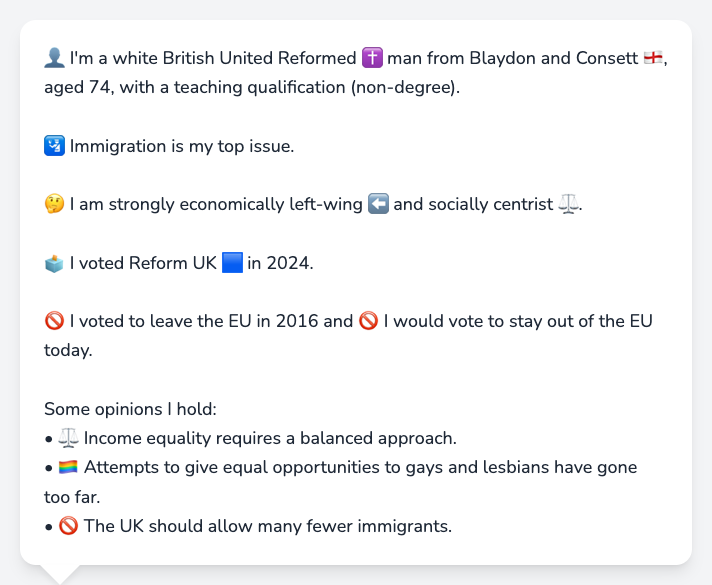 👤 I'm a white British United Reformed ✝️ man from Blaydon and Consett 🏴󠁧󠁢󠁥󠁮󠁧󠁿,
aged 74, with a teaching qualification (non-degree).
🛂 Immigration is my top issue.
🤔 I am strongly economically left-wing ⬅️ and socially centrist ⚖️.
🗳️ I voted Reform UK 🟦 in 2024.
🚫 I voted to leave the EU in 2016 and 🚫 I would vote to stay out of the EU
today.
Some opinions I hold:
• ⚖️ Income equality requires a balanced approach.
• 🏳️‍🌈 Attempts to give equal opportunities to gays and lesbians have gone
too far.
• 🚫 The UK should allow many fewer immigrants.